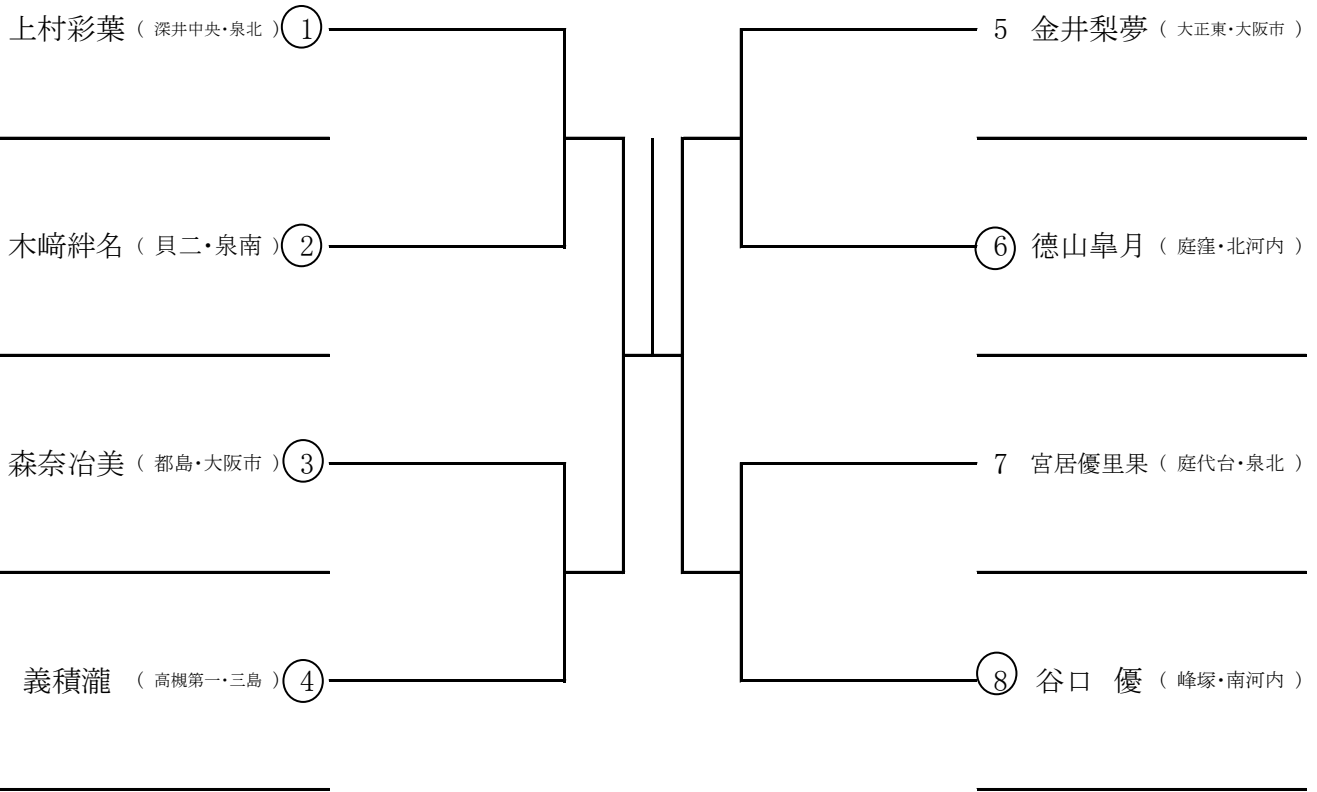 上村彩葉 ( 深井中央・泉北 ) 1
木﨑絆名 ( 貝二・泉南 ) 2
森奈冶美 ( 都島・大阪市 ) 3
義積瀧 ( 高槻第一・三島 ) 4
5 金井梨夢 ( 大正東・大阪市 )
6 德山皐月 ( 庭窪・北河内 )
7 宮居優里果 ( 庭代台・泉北 )
8 谷口 優 ( 峰塚・南河内 )